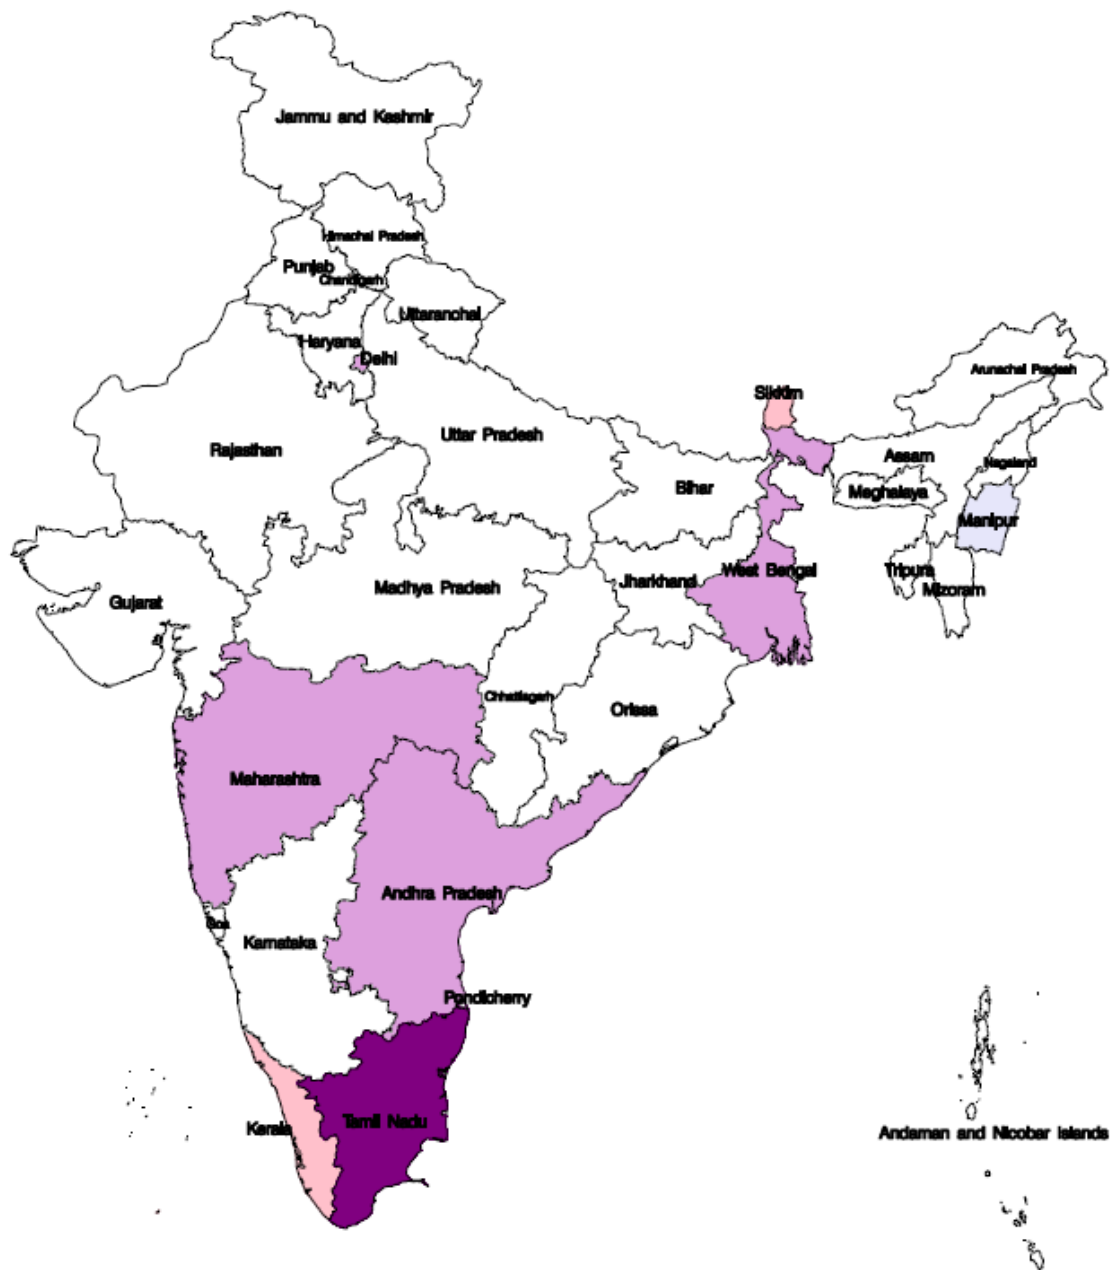 Jammu and Kashmir
Himachal Pradesh
Punjab
Chandigarh
Uttaranchal
Haryana
Delhi
Arunachal Pradesh
Sikkim
Uttar Pradesh
Rajasthan
Assam
Nagaland
Bihar
Meghalaya
Manipur
West Bengal
Tripura
Jharkhand
Madhya Pradesh
Mizoram
Gujarat
Chhattisgarh
Orissa
Maharashtra
Andhra Pradesh
Goa
Karnataka
Pondicherry
Tamil Nadu
Kerala
Andaman and Nicobar Islands